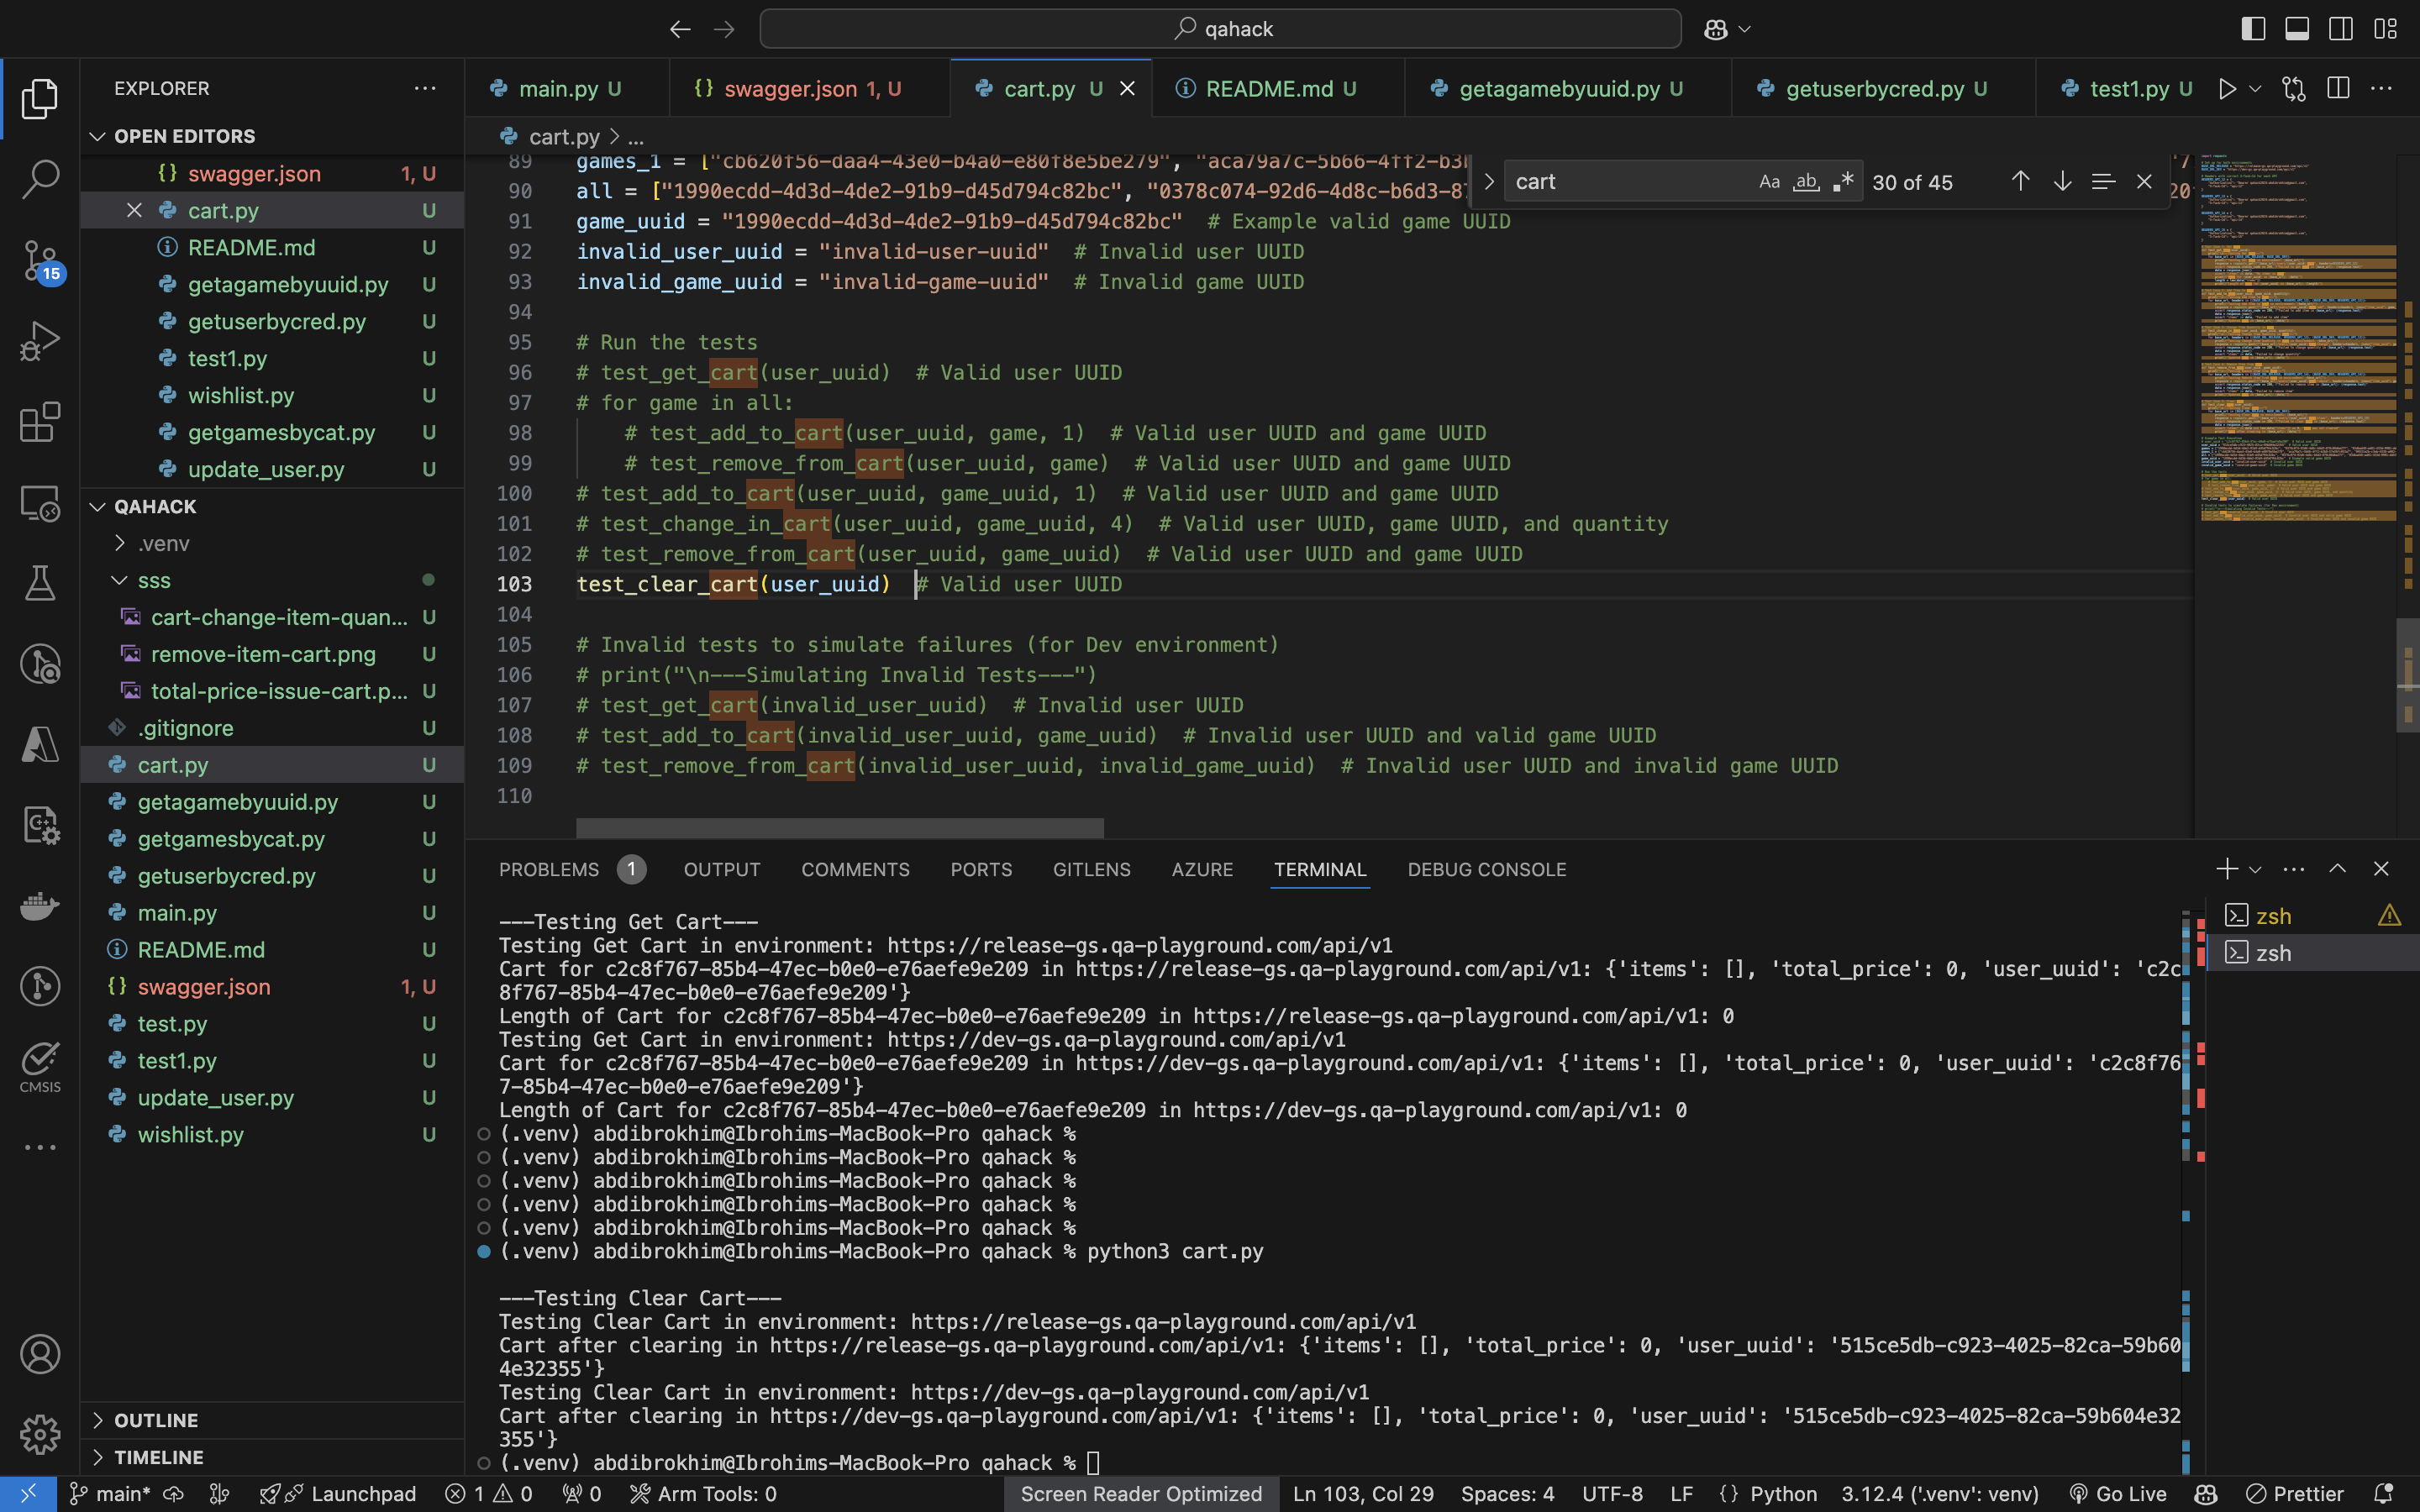 qahack
EXPLORER
OPEN EDITORS
swagger.json 1, U
cart.py U
README.md U
getagamebyuuid.py U
getuserbycred.py U
test1.py U
wishlist.py U
getgamesbycat.py U
update_user.py U
QAHACK
.venv
sss
cart-change-item-quan... U
remove-item-cart.png U
total-price-issue-cart.p... U
.gitignore U
cart.py U
getagamebyuuid.py U
getgamesbycat.py U
getuserbycred.py U
main.py U
README.md U
swagger.json 1, U
test.py U
test1.py U
update_user.py U
wishlist.py U
OUTLINE
TIMELINE
15
CMSIS
main.py U swagger.json 1, U cart.py U README.md U getagamebyuuid.py U getuserbycred.py U test1.py U
cart.py > ...
cart Aa ab 30 of 45
89 games_1 = ["cb620f56-daa4-43e0-b4a0-e80f8e5be279", "aca79a7c-5b66-4ff2-b3
90 all = ["1990ecdd-4d3d-4de2-91b9-d45d794c82bc", "0378c074-92d6-4d8c-b6d3-8
91 game_uuid = "1990ecdd-4d3d-4de2-91b9-d45d794c82bc"  # Example valid game UUID
92 invalid_user_uuid = "invalid-user-uuid"  # Invalid user UUID
93 invalid_game_uuid = "invalid-game-uuid"  # Invalid game UUID
94
95 # Run the tests
96 # test_get_cart(user_uuid)  # Valid user UUID
97 # for game in all:
98     # test_add_to_cart(user_uuid, game, 1)  # Valid user UUID and game UUID
99     # test_remove_from_cart(user_uuid, game)  # Valid user UUID and game UUID
100 # test_add_to_cart(user_uuid, game_uuid, 1)  # Valid user UUID and game UUID
101 # test_change_in_cart(user_uuid, game_uuid, 4)  # Valid user UUID, game UUID, and quantity
102 # test_remove_from_cart(user_uuid, game_uuid)  # Valid user UUID and game UUID
103 test_clear_cart(user_uuid)  # Valid user UUID
104
105 # Invalid tests to simulate failures (for Dev environment)
106 # print("\n---Simulating Invalid Tests---")
107 # test_get_cart(invalid_user_uuid)  # Invalid user UUID
108 # test_add_to_cart(invalid_user_uuid, game_uuid)  # Invalid user UUID and valid game UUID
109 # test_remove_from_cart(invalid_user_uuid, invalid_game_uuid)  # Invalid user UUID and invalid game UUID
110
PROBLEMS 1 OUTPUT COMMENTS PORTS GITLENS AZURE TERMINAL DEBUG CONSOLE
zsh
zsh
---Testing Get Cart---
Testing Get Cart in environment: https://release-gs.qa-playground.com/api/v1
Cart for c2c8f767-85b4-47ec-b0e0-e76aefe9e209 in https://release-gs.qa-playground.com/api/v1: {'items': [], 'total_price': 0, 'user_uuid': 'c2c
8f767-85b4-47ec-b0e0-e76aefe9e209'}
Length of Cart for c2c8f767-85b4-47ec-b0e0-e76aefe9e209 in https://release-gs.qa-playground.com/api/v1: 0
Testing Get Cart in environment: https://dev-gs.qa-playground.com/api/v1
Cart for c2c8f767-85b4-47ec-b0e0-e76aefe9e209 in https://dev-gs.qa-playground.com/api/v1: {'items': [], 'total_price': 0, 'user_uuid': 'c2c8f76
7-85b4-47ec-b0e0-e76aefe9e209'}
Length of Cart for c2c8f767-85b4-47ec-b0e0-e76aefe9e209 in https://dev-gs.qa-playground.com/api/v1: 0
(.venv) abdibrokhim@Ibrohims-MacBook-Pro qahack %
(.venv) abdibrokhim@Ibrohims-MacBook-Pro qahack %
(.venv) abdibrokhim@Ibrohims-MacBook-Pro qahack %
(.venv) abdibrokhim@Ibrohims-MacBook-Pro qahack %
(.venv) abdibrokhim@Ibrohims-MacBook-Pro qahack %
(.venv) abdibrokhim@Ibrohims-MacBook-Pro qahack % python3 cart.py
---Testing Clear Cart---
Testing Clear Cart in environment: https://release-gs.qa-playground.com/api/v1
Cart after clearing in https://release-gs.qa-playground.com/api/v1: {'items': [], 'total_price': 0, 'user_uuid': '515ce5db-c923-4025-82ca-59b60
4e32355'}
Testing Clear Cart in environment: https://dev-gs.qa-playground.com/api/v1
Cart after clearing in https://dev-gs.qa-playground.com/api/v1: {'items': [], 'total_price': 0, 'user_uuid': '515ce5db-c923-4025-82ca-59b604e32
355'}
(.venv) abdibrokhim@Ibrohims-MacBook-Pro qahack %
main* Launchpad 1 0 0 Arm Tools: 0 Screen Reader Optimized Ln 103, Col 29 Spaces: 4 UTF-8 LF {} Python 3.12.4 ('.venv': venv) Go Live Prettier